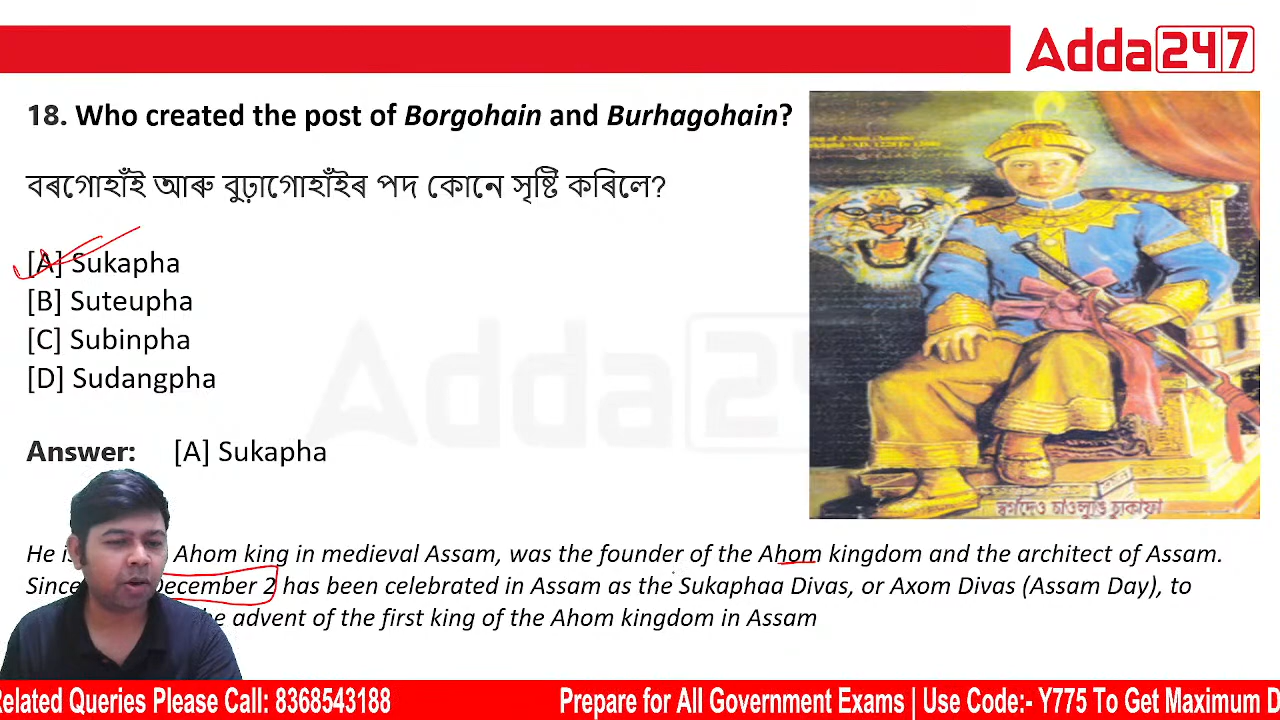 Adda247
18. Who created the post of Borgohain and Burhagohain?
বৰগোহাঁই আৰু বুঢ়াগোহাঁইৰ পদ কোনে সৃষ্টি কৰিলে?
[A] Sukapha
[B] Suteupha
[C] Subinpha
[D] Sudangpha
Answer: [A] Sukapha
He is Ahom king in medieval Assam, was the founder of the Ahom kingdom and the architect of Assam.
Since December 2 has been celebrated in Assam as the Sukaphaa Divas, or Axom Divas (Assam Day), to
the advent of the first king of the Ahom kingdom in Assam
স্বৰ্গদেও চাওলুং চ্যুকাফা
Related Queries Please Call: 8368543188 Prepare for All Government Exams | Use Code:- Y775 To Get Maximum D